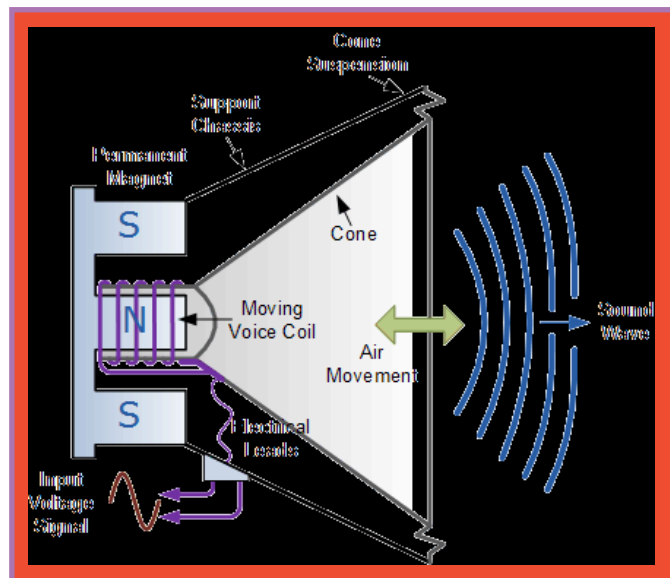 Cone
Suspension
Support
Chassis
Permanent
Magnet
S
Cone
N
Moving
Voice Coil
Air
Movement
Sound
Wave
S
Electrical
Leads
Input
Voltage
Signal